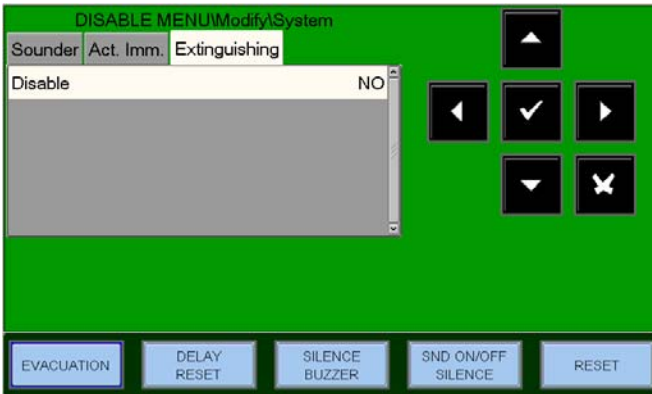 DISABLE MENU\Modify\System
Sounder Act. Imm. Extinguishing
Disable NO
EVACUATION
DELAY
RESET
SILENCE
BUZZER
SND ON/OFF
SILENCE
RESET